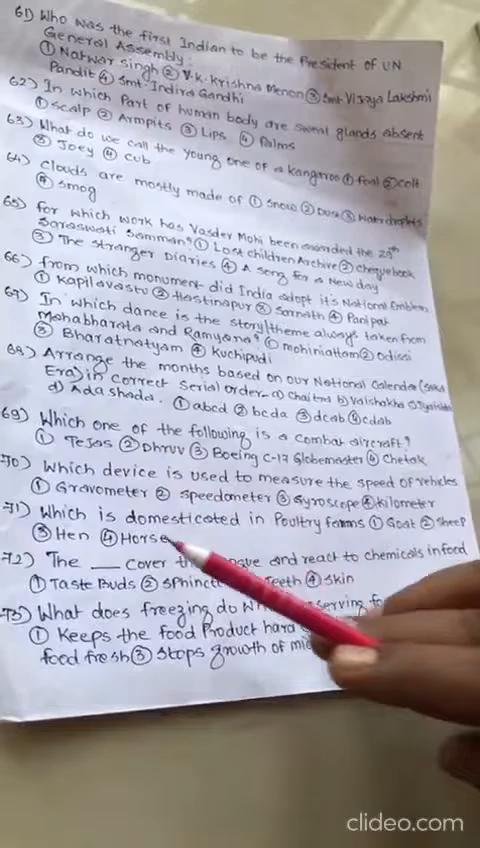 61) Who was the first Indian to be the President of UN
General Assembly:
① Natwar Singh ② V.K. Krishna Menon ③ Smt Vijaya Lakshmi
Pandit ④ Smt. Indira Gandhi
62) In which Part of human body are sweat glands absent
① Scalp ② Armpits ③ Lips ④ Palms
63) What do we call the young one of a kangaroo ① foal ② colt
③ Joey ④ Cub
64) Clouds are mostly made of ① Snow ② Dust ③ Waterdroplets
④ Smog
65) For which work has Vasdev Mohi been awarded the 29th
Saraswati Samman? ① Lost children Archive ② Chequebook
③ The Stranger Diaries ④ A Song for a New day
66) From which monument did India adopt it's National Emblem
① Kapilavastu ② Hastinapur ③ Sarnath ④ Panipat
67) In which dance is the story/theme always taken from
Mahabharata and Ramyana? ① mohiniattam ② Odissi
③ Bharatnatyam ④ Kuchipudi
68) Arrange the months based on our National Calendar (Saka
Era) in correct Serial Order - a) Chaitra b) Vaishakha c)
d) Adashada. ① abcd ② bcda ③ dcab ④ cdab
69) Which one of the following is a combat aircraft?
① Tejas ② Dhruv ③ Boeing C-17 Globemaster ④ Chetak
70) Which device is used to measure the speed of vehicles
① Gravometer ② Speedometer ③ Gyroscope ④ Kilometer
71) Which is domesticated in Poultry farms ① Goat ② Sheep
③ Hen ④ Horse
72) The __ cover the and react to chemicals in food
① Taste Buds ② Teeth ④ Skin
73) What does freezing do
① Keeps the food Product hard
food fresh ③ Stops growth of
clideo.com